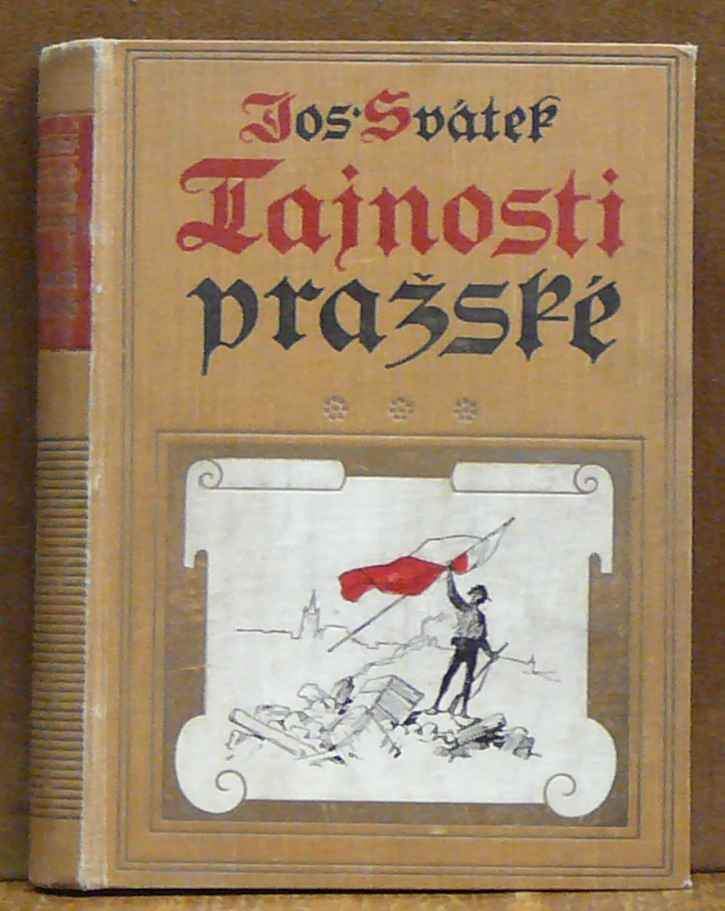 Jos. Svátek
Tajnosti
pražské